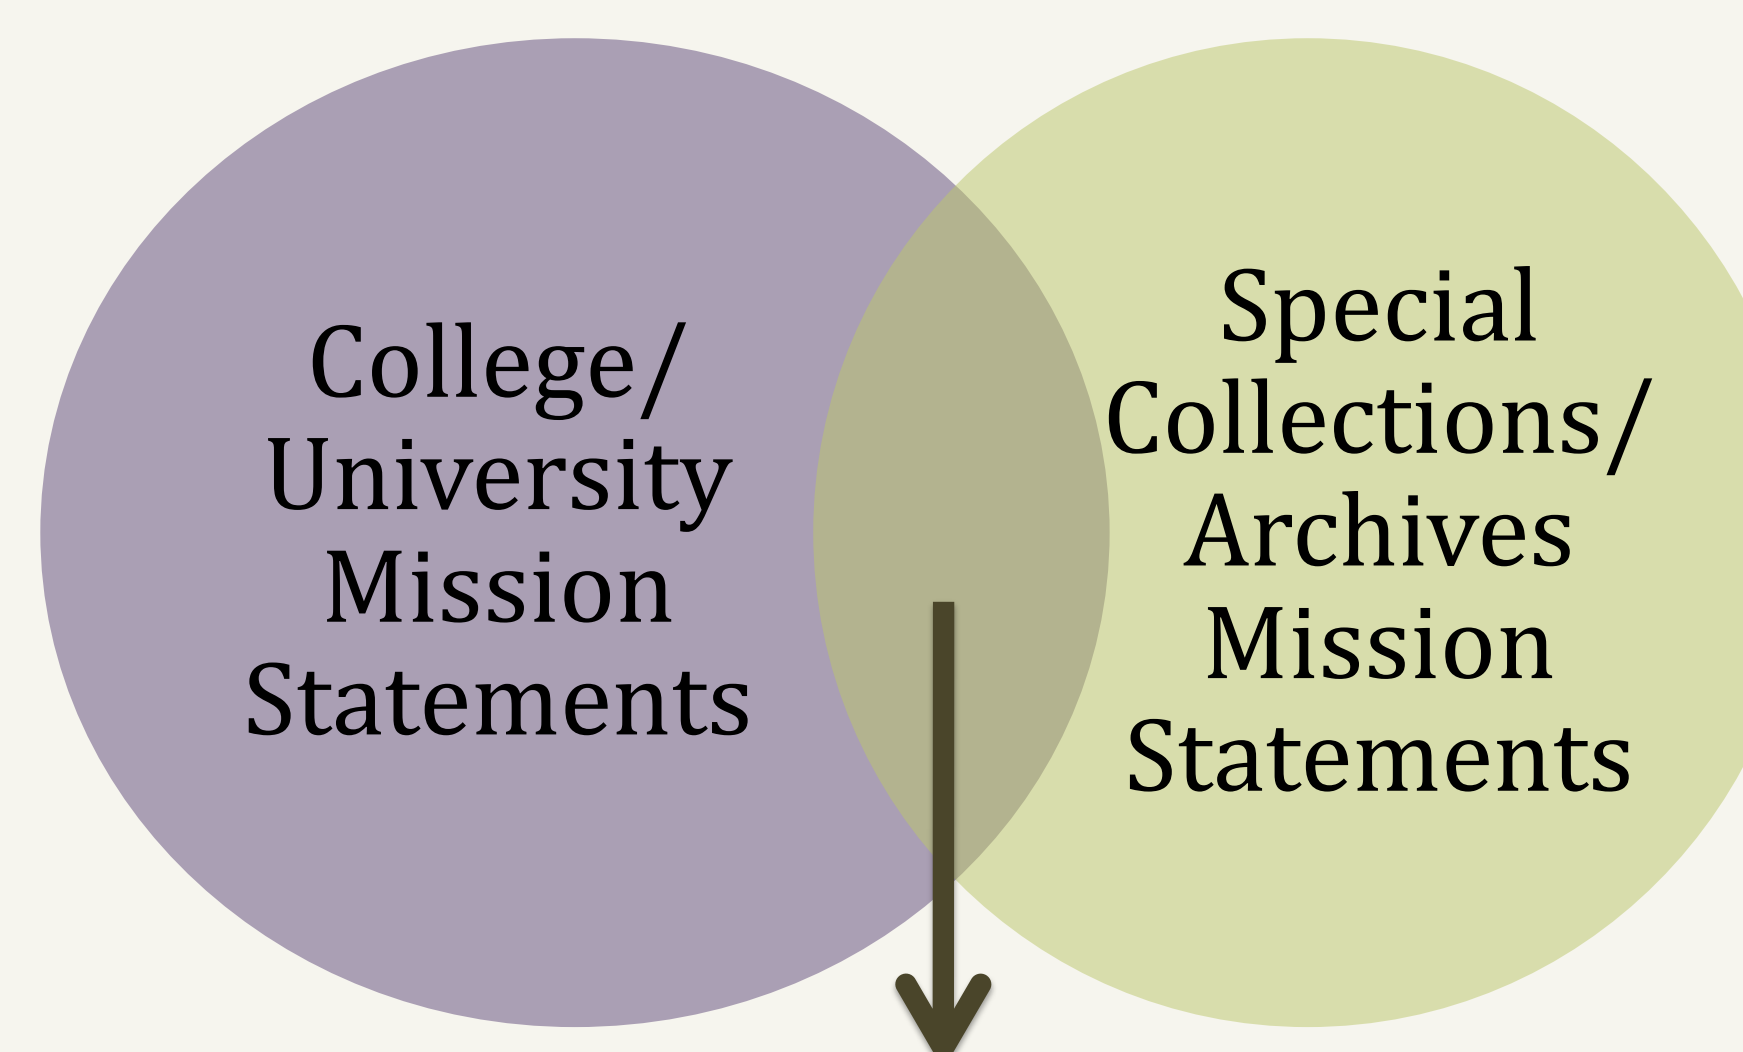 College/
University
Mission
Statements
Special
Collections/
Archives
Mission
Statements